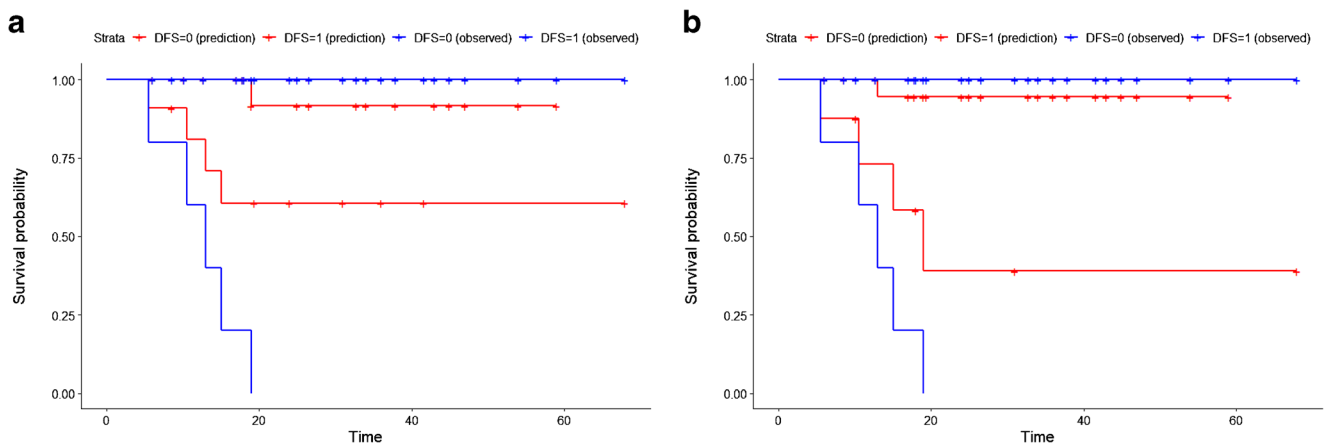 a
Strata DFS=0 (prediction) DFS=1 (prediction) DFS=0 (observed) DFS=1 (observed)
1.00
0.75
0.50
0.25
0.00
Survival probability
0 20 40 60
Time
b
Strata DFS=0 (prediction) DFS=1 (prediction) DFS=0 (observed) DFS=1 (observed)
1.00
0.75
0.50
0.25
0.00
Survival probability
0 20 40 60
Time